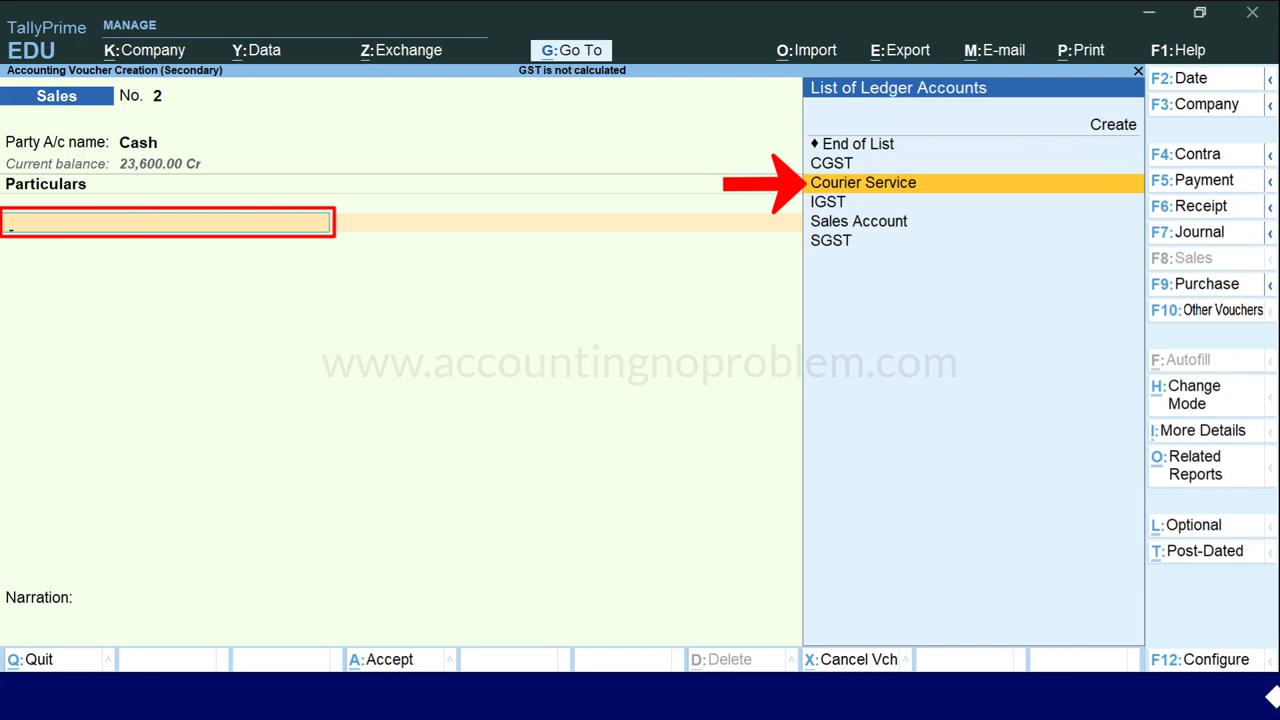 TallyPrime MANAGE
EDU K:Company Y:Data Z:Exchange G:Go To O:Import E:Export M:E-mail P:Print F1:Help
Accounting Voucher Creation (Secondary) GST is not calculated
Sales No. 2
Party A/c name: Cash
Current balance: 23,600.00 Cr
Particulars
List of Ledger Accounts
Create
♦ End of List
CGST
Courier Service
IGST
Sales Account
SGST
www.accountingnoproblem.com
Narration:
F2:Date
F3:Company
F4:Contra
F5:Payment
F6:Receipt
F7:Journal
F8:Sales
F9:Purchase
F10:Other Vouchers
F:Autofill
H:Change
Mode
I:More Details
O:Related
Reports
L:Optional
T:Post-Dated
Q:Quit A:Accept D:Delete X:Cancel Vch F12:Configure